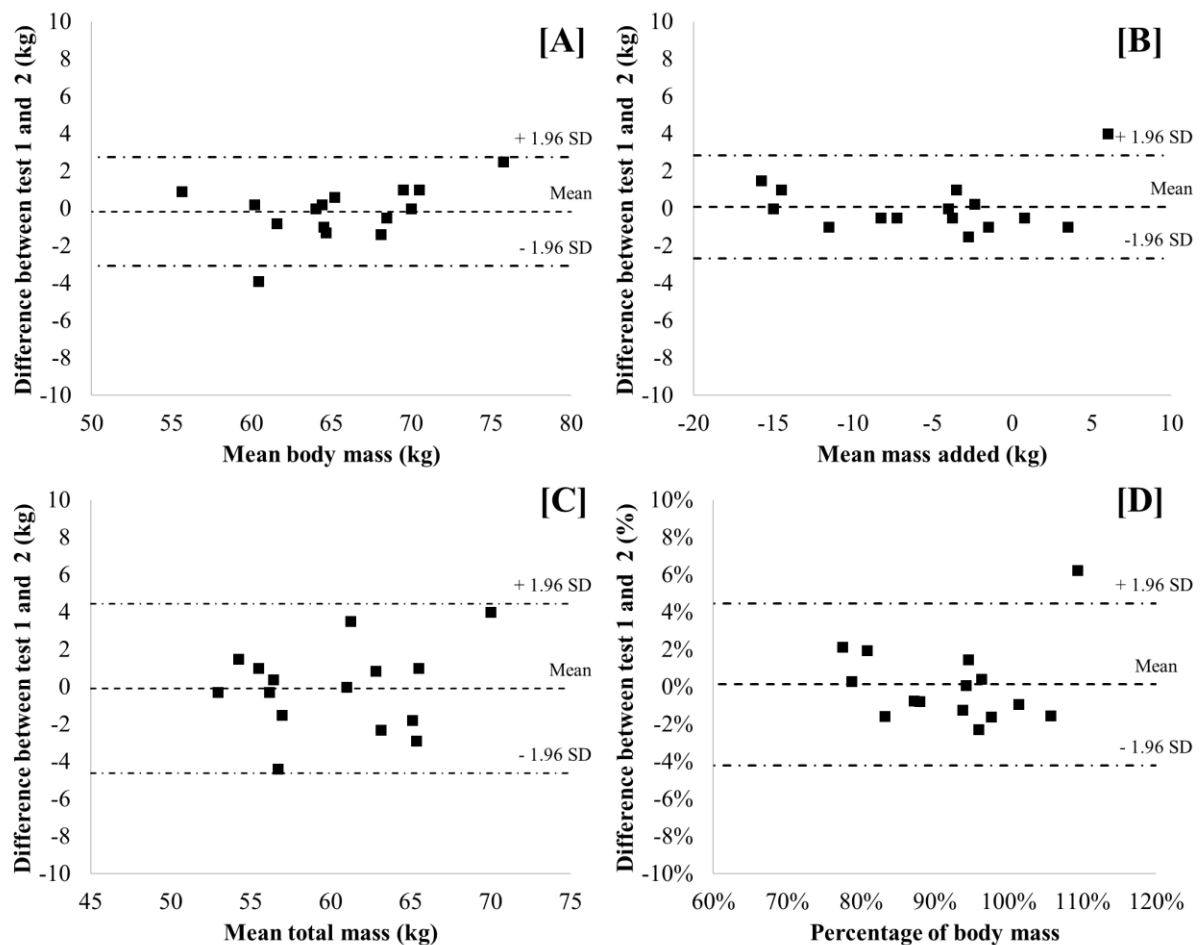 [A]
Difference between test 1 and 2 (kg)
10
8
6
4
2
0
-2
-4
-6
-8
-10
+ 1.96 SD
Mean
- 1.96 SD
50 55 60 65 70 75 80
Mean body mass (kg)
[B]
Difference between test 1 and 2 (kg)
10
8
6
4
2
0
-2
-4
-6
-8
-10
+ 1.96 SD
Mean
-1.96 SD
-20 -15 -10 -5 0 5 10
Mean mass added (kg)
[C]
Difference between test 1 and 2 (kg)
10
8
6
4
2
0
-2
-4
-6
-8
-10
+ 1.96 SD
Mean
- 1.96 SD
45 50 55 60 65 70 75
Mean total mass (kg)
[D]
Difference between test 1 and 2 (%)
10%
8%
6%
4%
2%
0%
-2%
-4%
-6%
-8%
-10%
+ 1.96 SD
Mean
- 1.96 SD
60% 70% 80% 90% 100% 110% 120%
Percentage of body mass